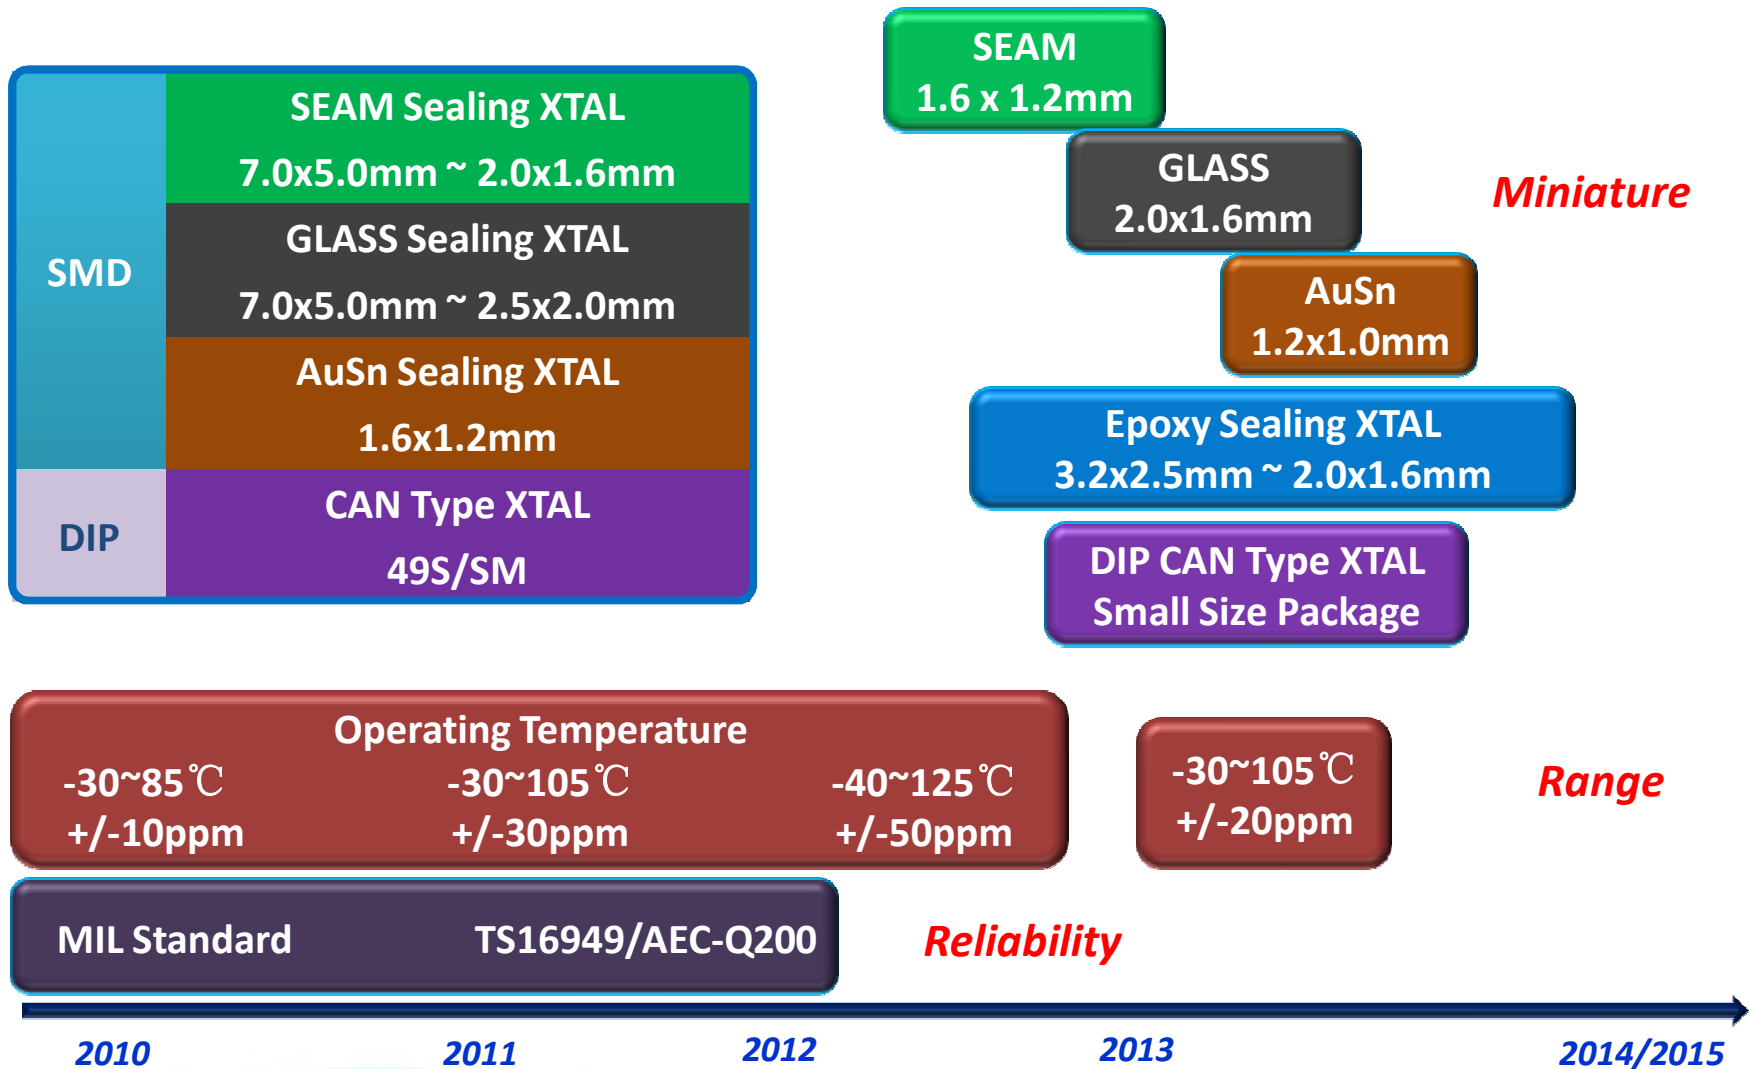 SEAM
1.6 x 1.2mm
SMD
SEAM Sealing XTAL
7.0x5.0mm ~ 2.0x1.6mm
GLASS Sealing XTAL
7.0x5.0mm ~ 2.5x2.0mm
AuSn Sealing XTAL
1.6x1.2mm
DIP
CAN Type XTAL
49S/SM
GLASS
2.0x1.6mm
Miniature
AuSn
1.2x1.0mm
Epoxy Sealing XTAL
3.2x2.5mm ~ 2.0x1.6mm
DIP CAN Type XTAL
Small Size Package
Operating Temperature
-30~85℃ -30~105℃ -40~125℃
+/-10ppm +/-30ppm +/-50ppm
-30~105℃
+/-20ppm
Range
MIL Standard TS16949/AEC-Q200
Reliability
2010 2011 2012 2013 2014/2015